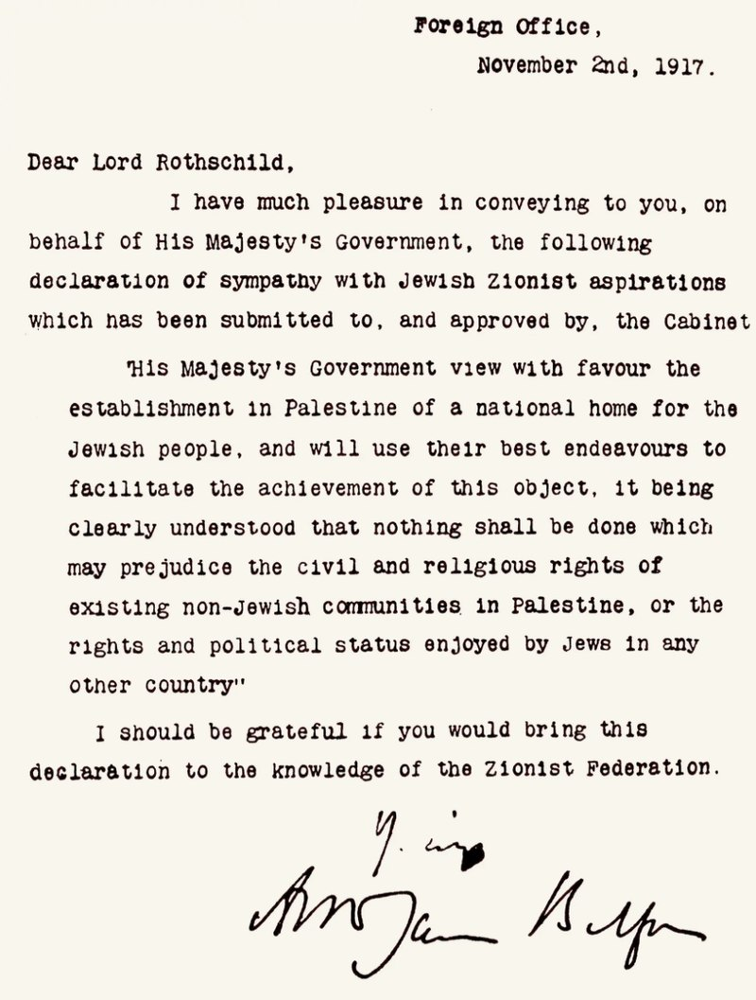 Foreign Office,
November 2nd, 1917.
Dear Lord Rothschild,
I have much pleasure in conveying to you, on
behalf of His Majesty's Government, the following
declaration of sympathy with Jewish Zionist aspirations
which has been submitted to, and approved by, the Cabinet
"His Majesty's Government view with favour the
establishment in Palestine of a national home for the
Jewish people, and will use their best endeavours to
facilitate the achievement of this object, it being
clearly understood that nothing shall be done which
may prejudice the civil and religious rights of
existing non-Jewish communities in Palestine, or the
rights and political status enjoyed by Jews in any
other country"
I should be grateful if you would bring this
declaration to the knowledge of the Zionist Federation.
Arthur James Balfour